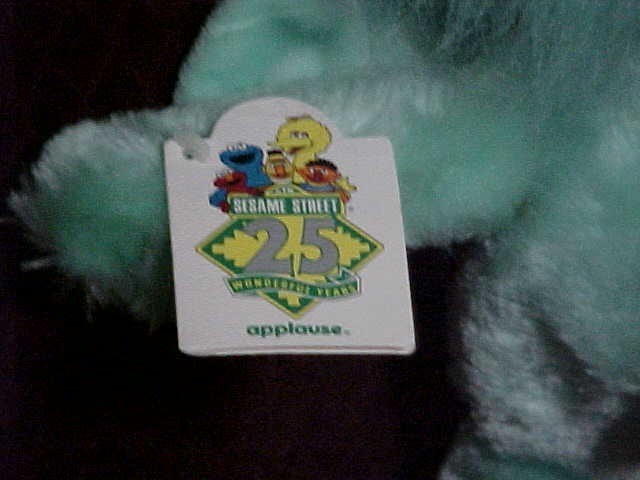 SESAME STREET
25
WONDERFUL YEARS
applause